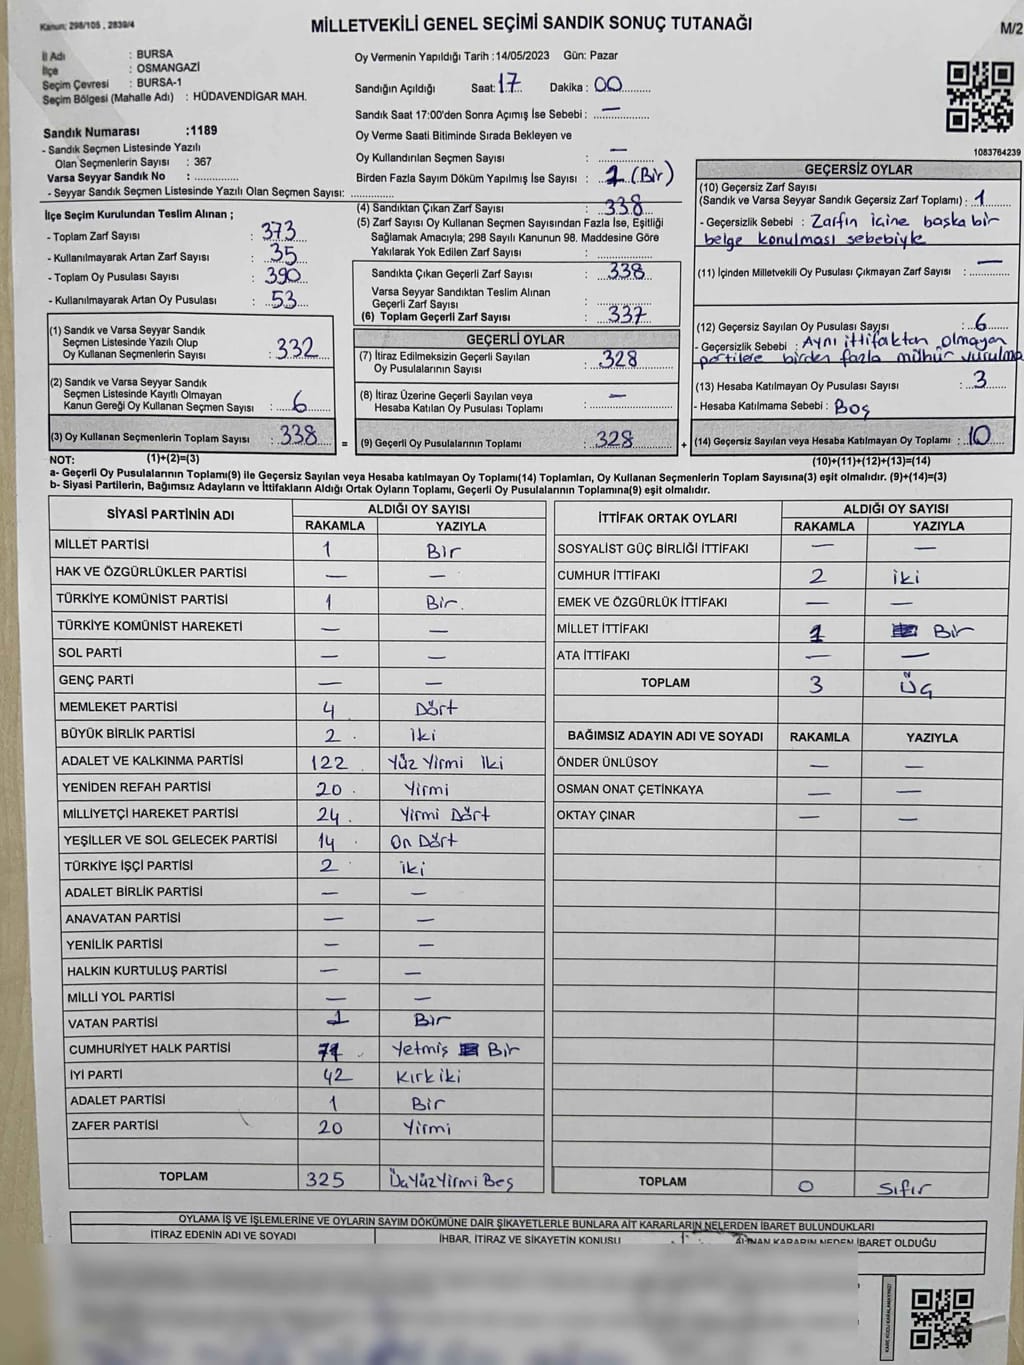 Kanun: 298/105 , 2839/4
MİLLETVEKİLİ GENEL SEÇİMİ SANDIK SONUÇ TUTANAĞI
M/2
İl Adı : BURSA
İlçe : OSMANGAZİ
Seçim Çevresi : BURSA-1
Seçim Bölgesi (Mahalle Adı) : HÜDAVENDİGAR MAH.
Sandık Numarası :1189
- Sandık Seçmen Listesinde Yazılı
Olan Seçmenlerin Sayısı : 367
Varsa Seyyar Sandık No :
- Seyyar Sandık Seçmen Listesinde Yazılı Olan Seçmen Sayısı:
Oy Vermenin Yapıldığı Tarih :14/05/2023 Gün: Pazar
Sandığın Açıldığı Saat: 17 Dakika : 00
Sandık Saat 17:00'den Sonra Açımış İse Sebebi : —
Oy Verme Saati Bitiminde Sırada Bekleyen ve
Oy Kullandırılan Seçmen Sayısı : —
Birden Fazla Sayım Döküm Yapılmış İse Sayısı : 1 (Bir)
1083764239
İlçe Seçim Kurulundan Teslim Alınan ;
- Toplam Zarf Sayısı : 373
- Kullanılmayarak Artan Zarf Sayısı : 35
- Toplam Oy Pusulası Sayısı : 390
- Kullanılmayarak Artan Oy Pusulası : 53
(1) Sandık ve Varsa Seyyar Sandık
Seçmen Listesinde Yazılı Olup
Oy Kullanan Seçmenlerin Sayısı : 332
(2) Sandık ve Varsa Seyyar Sandık
Seçmen Listesinde Kayıtlı Olmayan
Kanun Gereği Oy Kullanan Seçmen Sayısı : 6
(3) Oy Kullanan Seçmenlerin Toplam Sayısı : 338
(4) Sandıktan Çıkan Zarf Sayısı : 338
(5) Zarf Sayısı Oy Kullanan Seçmen Sayısından Fazla İse, Eşitliği
Sağlamak Amacıyla; 298 Sayılı Kanunun 98. Maddesine Göre
Yakılarak Yok Edilen Zarf Sayısı :
Sandıkta Çıkan Geçerli Zarf Sayısı : 338
Varsa Seyyar Sandıktan Teslim Alınan
Geçerli Zarf Sayısı :
(6) Toplam Geçerli Zarf Sayısı : 337
GEÇERLİ OYLAR
(7) İtiraz Edilmeksizin Geçerli Sayılan
Oy Pusulalarının Sayısı : 328
(8) İtiraz Üzerine Geçerli Sayılan veya
Hesaba Katılan Oy Pusulası Toplamı : —
= (9) Geçerli Oy Pusulalarının Toplamı : 328 +
GEÇERSİZ OYLAR
(10) Geçersiz Zarf Sayısı
(Sandık ve Varsa Seyyar Sandık Geçersiz Zarf Toplamı) : 1
- Geçersizlik Sebebi : Zarfın içine başka bir
belge konulması sebebiyle
(11) İçinden Milletvekili Oy Pusulası Çıkmayan Zarf Sayısı : —
(12) Geçersiz Sayılan Oy Pusulası Sayısı : 6
- Geçersizlik Sebebi : Aynı ittifaktan olmayan
partilere birden fazla mühür vurulma
(13) Hesaba Katılmayan Oy Pusulası Sayısı : 3
- Hesaba Katılmama Sebebi : Boş
(14) Geçersiz Sayılan veya Hesaba Katılmayan Oy Toplamı : 10
NOT: (1)+(2)=(3)
(10)+(11)+(12)+(13)=(14)
a- Geçerli Oy Pusulalarının Toplamı(9) ile Geçersiz Sayılan veya Hesaba katılmayan Oy Toplamı(14) Toplamları, Oy Kullanan Seçmenlerin Toplam Sayısına(3) eşit olmalıdır. (9)+(14)=(3)
b- Siyasi Partilerin, Bağımsız Adayların ve İttifakların Aldığı Ortak Oyların Toplamı, Geçerli Oy Pusulalarının Toplamına(9) eşit olmalıdır.
SİYASİ PARTİNİN ADI ALDIĞI OY SAYISI
RAKAMLA YAZIYLA
MİLLET PARTİSİ 1 Bir
HAK VE ÖZGÜRLÜKLER PARTİSİ — —
TÜRKİYE KOMÜNİST PARTİSİ 1 Bir.
TÜRKİYE KOMÜNİST HAREKETİ — —
SOL PARTİ — —
GENÇ PARTİ — —
MEMLEKET PARTİSİ 4 Dört
BÜYÜK BİRLİK PARTİSİ 2 İki
ADALET VE KALKINMA PARTİSİ 122 Yüz Yirmi İki
YENİDEN REFAH PARTİSİ 20 Yirmi
MİLLİYETÇİ HAREKET PARTİSİ 24 Yirmi Dört
YEŞİLLER VE SOL GELECEK PARTİSİ 14 On Dört
TÜRKİYE İŞÇİ PARTİSİ 2 İki
ADALET BİRLİK PARTİSİ — —
ANAVATAN PARTİSİ — —
YENİLİK PARTİSİ — —
HALKIN KURTULUŞ PARTİSİ — —
MİLLİ YOL PARTİSİ — —
VATAN PARTİSİ 1 Bir
CUMHURİYET HALK PARTİSİ 71 Yetmiş Bir
İYİ PARTİ 42 Kırk iki
ADALET PARTİSİ 1 Bir
ZAFER PARTİSİ 20 Yirmi
TOPLAM 325 ÜçYüzYirmi Beş
İTTİFAK ORTAK OYLARI ALDIĞI OY SAYISI
RAKAMLA YAZIYLA
SOSYALİST GÜÇ BİRLİĞİ İTTİFAKI — —
CUMHUR İTTİFAKI 2 iki
EMEK VE ÖZGÜRLÜK İTTİFAKI — —
MİLLET İTTİFAKI 1 Bir
ATA İTTİFAKI — —
TOPLAM 3 Üç
BAĞIMSIZ ADAYIN ADI VE SOYADI RAKAMLA YAZIYLA
ÖNDER ÜNLÜSOY — —
OSMAN ONAT ÇETİNKAYA — —
OKTAY ÇINAR — —
TOPLAM 0 Sıfır
OYLAMA İŞ VE İŞLEMLERİNE VE OYLARIN SAYIM DÖKÜMÜNE DAİR ŞİKAYETLERLE BUNLARA AİT KARARLARIN NELERDEN İBARET BULUNDUKLARI
İTİRAZ EDENİN ADI VE SOYADI İHBAR, İTİRAZ VE ŞİKAYETİN KONUSU ALINAN KARARIN NEDEN İBARET OLDUĞU